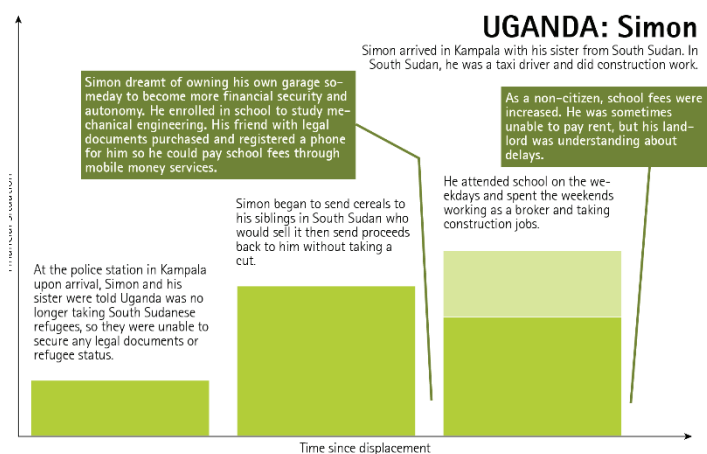 UGANDA: Simon
Simon arrived in Kampala with his sister from South Sudan. In
South Sudan, he was a taxi driver and did construction work.
Simon dreamt of owning his own garage so-
meday to become more financial security and
autonomy. He enrolled in school to study me-
chanical engineering. His friend with legal
documents purchased and registered a phone
for him so he could pay school fees through
mobile money services.
As a non-citizen, school fees were
increased. He was sometimes
unable to pay rent, but his land-
lord was understanding about
delays.
He attended school on the we-
ekdays and spent the weekends
working as a broker and taking
construction jobs.
Simon began to send cereals to
his siblings in South Sudan who
would sell it then send proceeds
back to him without taking a
cut.
At the police station in Kampala
upon arrival, Simon and his
sister were told Uganda was no
longer taking South Sudanese
refugees, so they were unable to
secure any legal documents or
refugee status.
Time since displacement